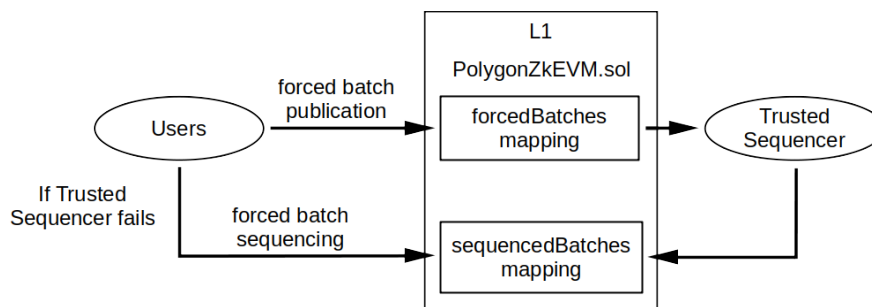 L1
PolygonZkEVM.sol
forced batch
publication
forcedBatches
mapping
Users
Trusted
Sequencer
If Trusted
Sequencer fails
forced batch
sequencing
sequencedBatches
mapping